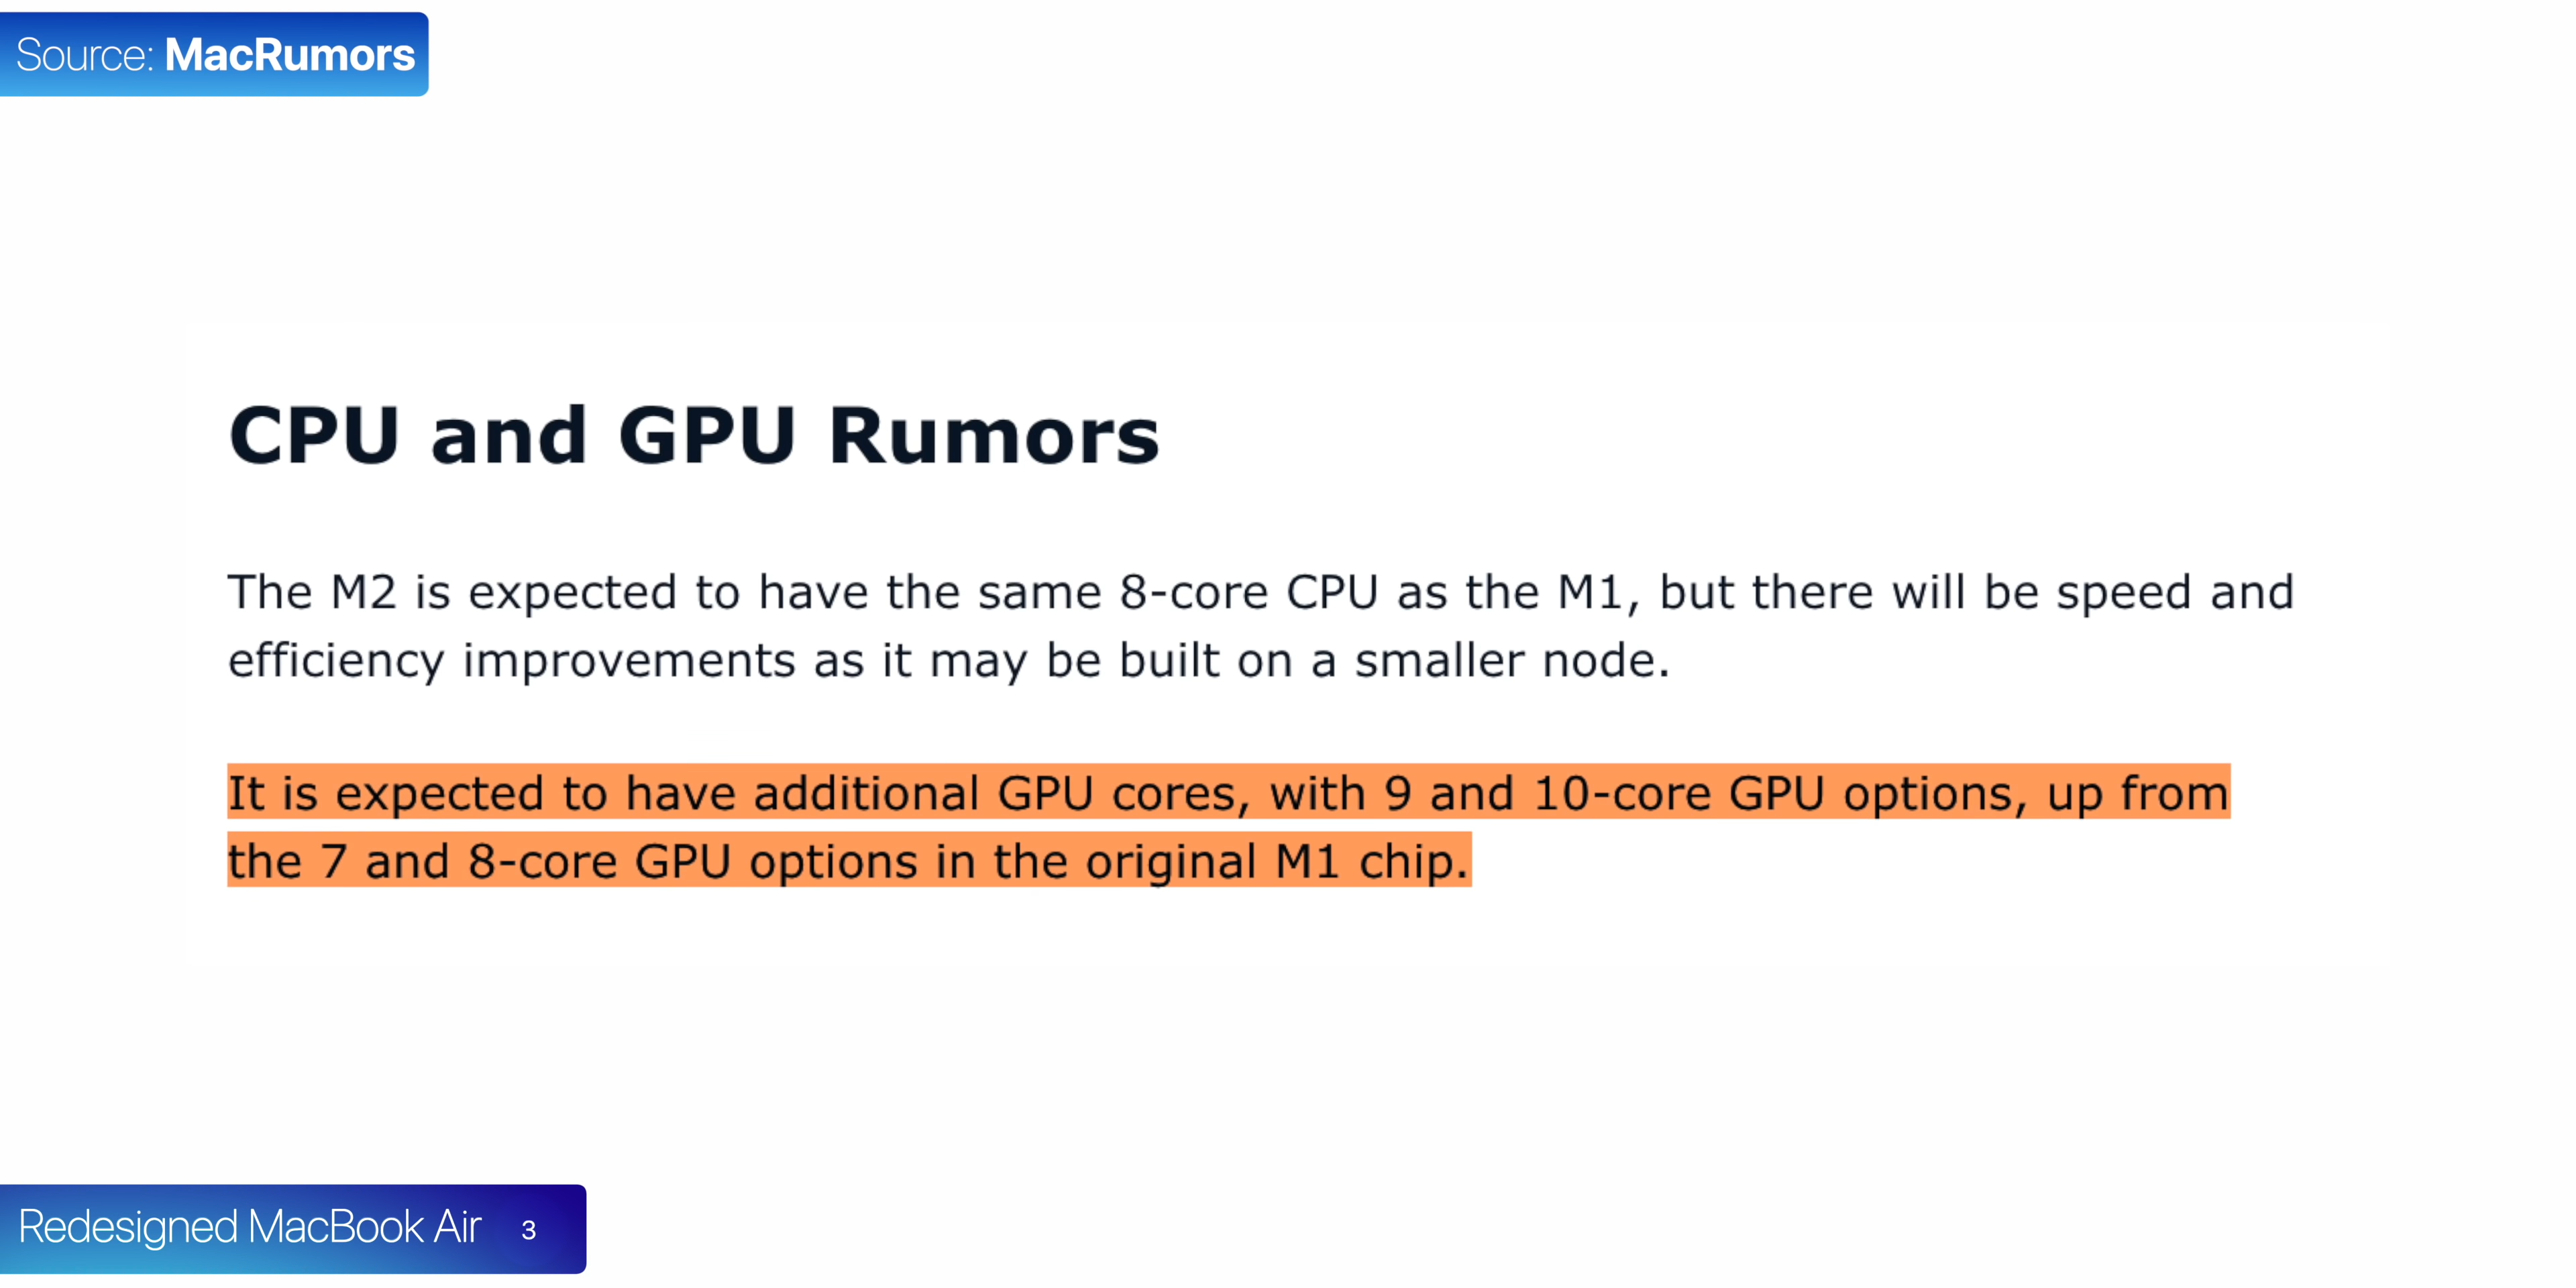 Source: MacRumors
CPU and GPU Rumors
The M2 is expected to have the same 8-core CPU as the M1, but there will be speed and
efficiency improvements as it may be built on a smaller node.
It is expected to have additional GPU cores, with 9 and 10-core GPU options, up from
the 7 and 8-core GPU options in the original M1 chip.
Redesigned MacBook Air 3